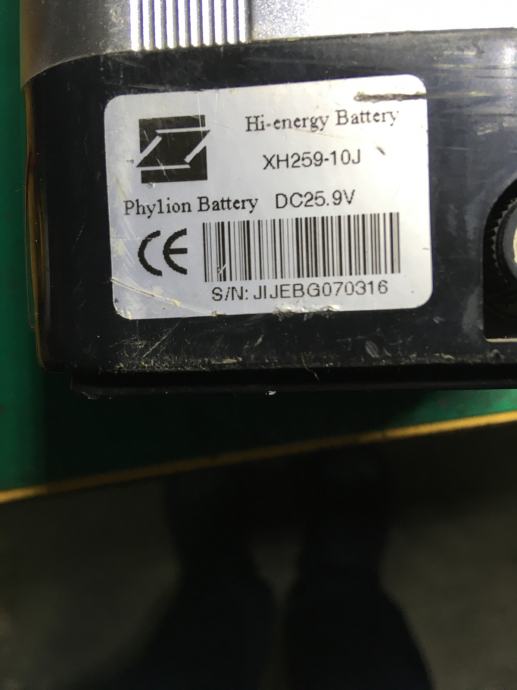 Hi-energy Battery
XH259-10J
Phylion Battery DC25.9V
CE
S/N: JIJEBG070316